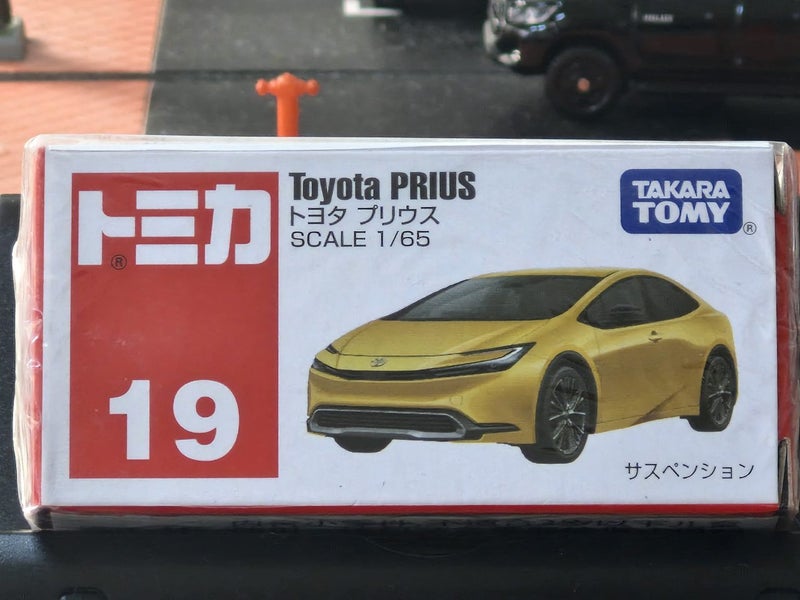 トミカ
®
19
Toyota PRIUS
トヨタ プリウス
SCALE 1/65
TAKARA
TOMY
®
サスペンション